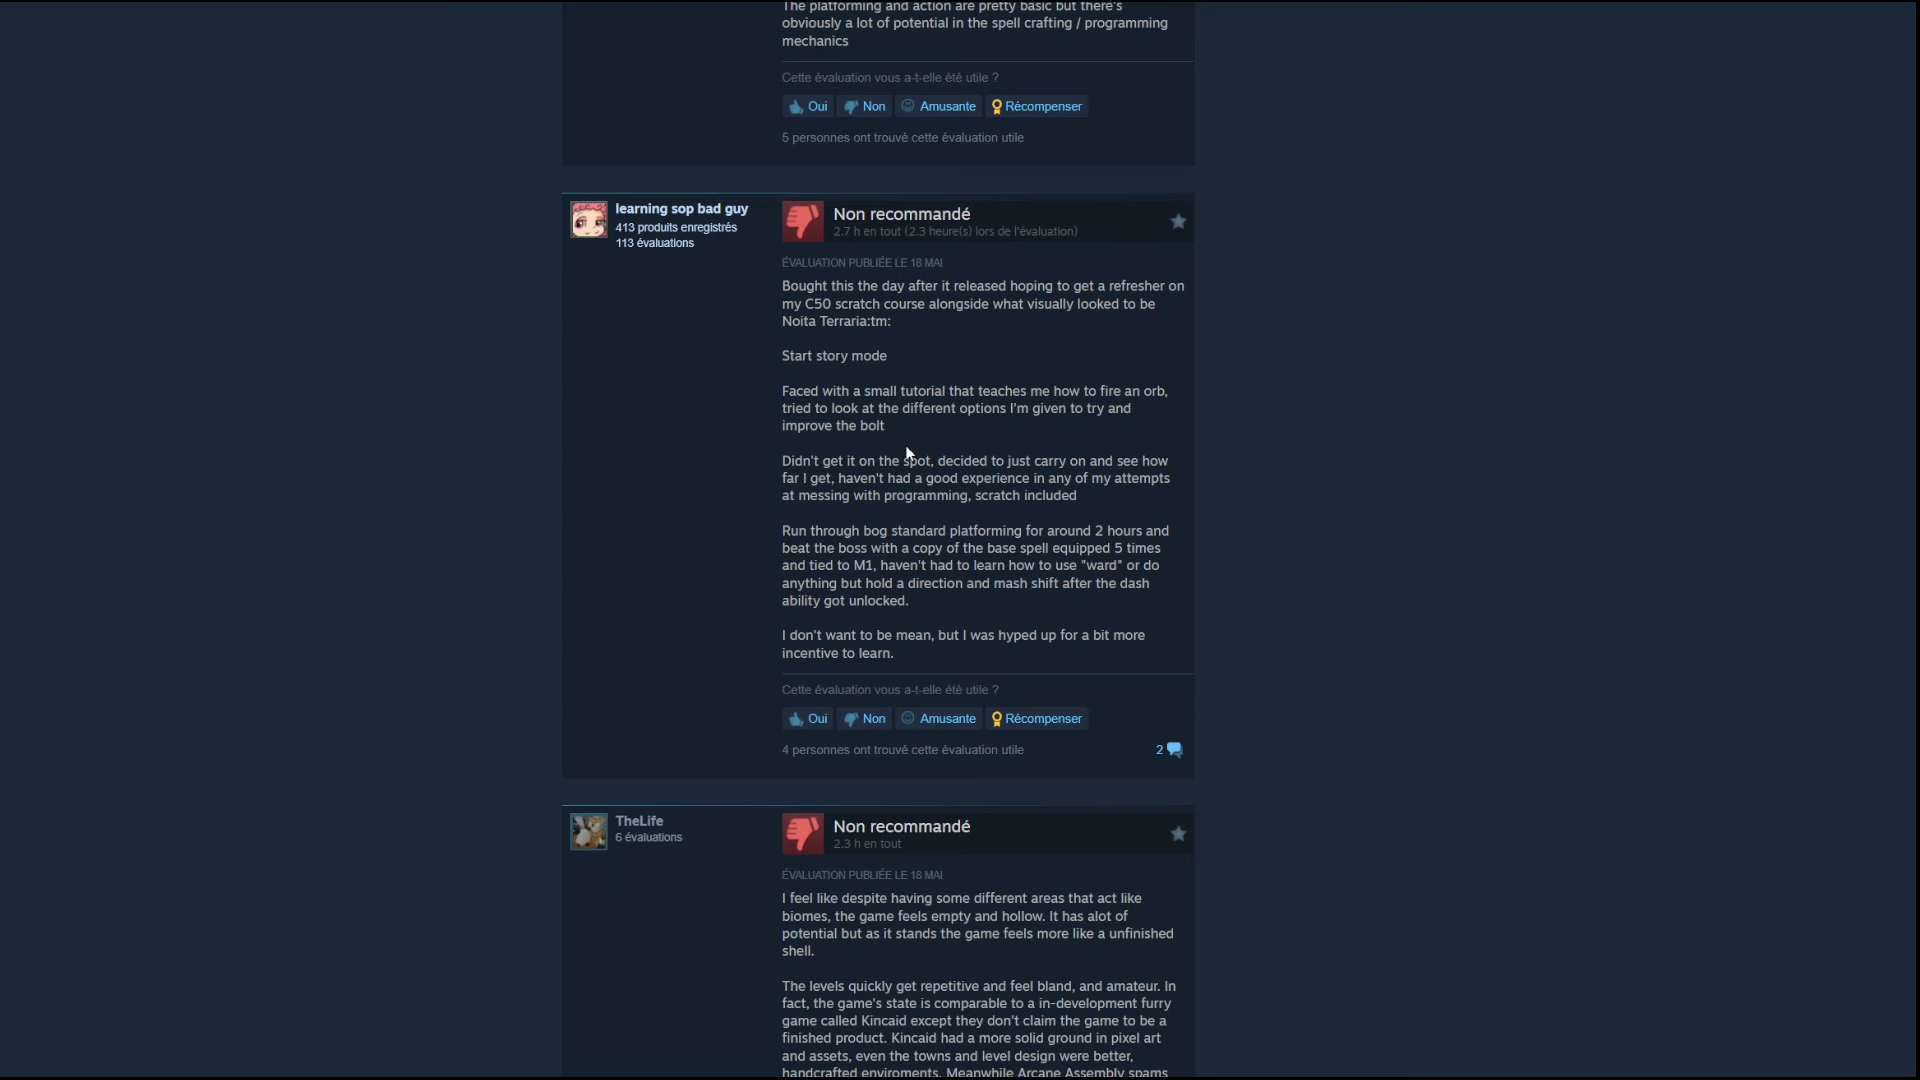 The platforming and action are pretty basic but there's
obviously a lot of potential in the spell crafting / programming
mechanics
Cette évaluation vous a-t-elle été utile ?
Oui Non Amusante Récompenser
5 personnes ont trouvé cette évaluation utile
learning sop bad guy
413 produits enregistrés
113 évaluations
Non recommandé
2.7 h en tout (2.3 heure(s) lors de l'évaluation)
ÉVALUATION PUBLIÉE LE 18 MAI
Bought this the day after it released hoping to get a refresher on
my C50 scratch course alongside what visually looked to be
Noita Terraria:tm:
Start story mode
Faced with a small tutorial that teaches me how to fire an orb,
tried to look at the different options I'm given to try and
improve the bolt
Didn't get it on the spot, decided to just carry on and see how
far I get, haven't had a good experience in any of my attempts
at messing with programming, scratch included
Run through bog standard platforming for around 2 hours and
beat the boss with a copy of the base spell equipped 5 times
and tied to M1, haven't had to learn how to use "ward" or do
anything but hold a direction and mash shift after the dash
ability got unlocked.
I don't want to be mean, but I was hyped up for a bit more
incentive to learn.
Cette évaluation vous a-t-elle été utile ?
Oui Non Amusante Récompenser
4 personnes ont trouvé cette évaluation utile
2
TheLife
6 évaluations
Non recommandé
2.3 h en tout
ÉVALUATION PUBLIÉE LE 18 MAI
I feel like despite having some different areas that act like
biomes, the game feels empty and hollow. It has alot of
potential but as it stands the game feels more like a unfinished
shell.
The levels quickly get repetitive and feel bland, and amateur. In
fact, the game's state is comparable to a in-development furry
game called Kincaid except they don't claim the game to be a
finished product. Kincaid had a more solid ground in pixel art
and assets, even the towns and level design were better,
handcrafted enviroments. Meanwhile Arcane Assembly spams